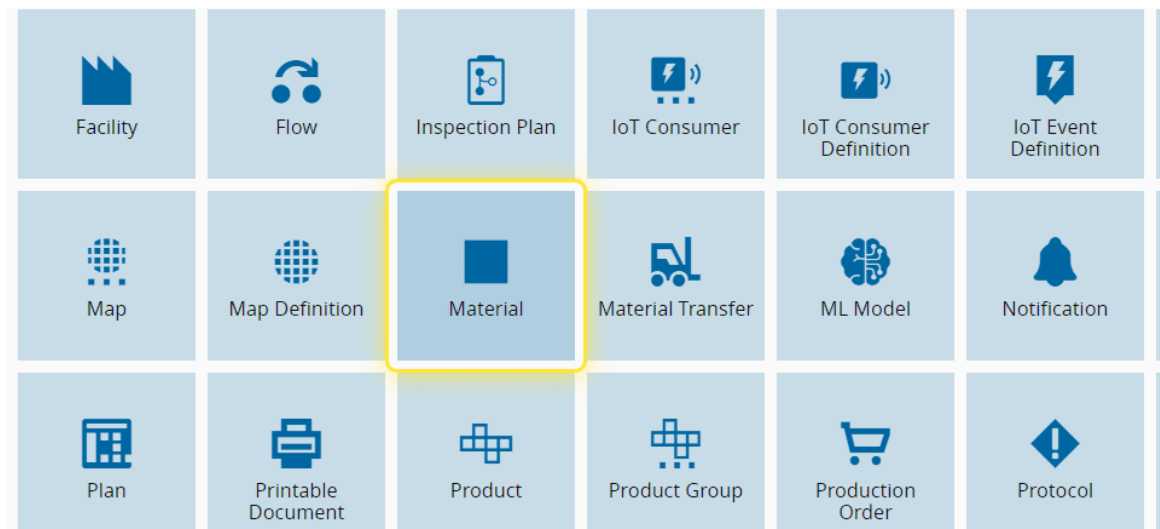 Facility
Flow
Inspection Plan
IoT Consumer
IoT Consumer
Definition
IoT Event
Definition
Map
Map Definition
Material
Material Transfer
ML Model
Notification
Plan
Printable
Document
Product
Product Group
Production
Order
Protocol